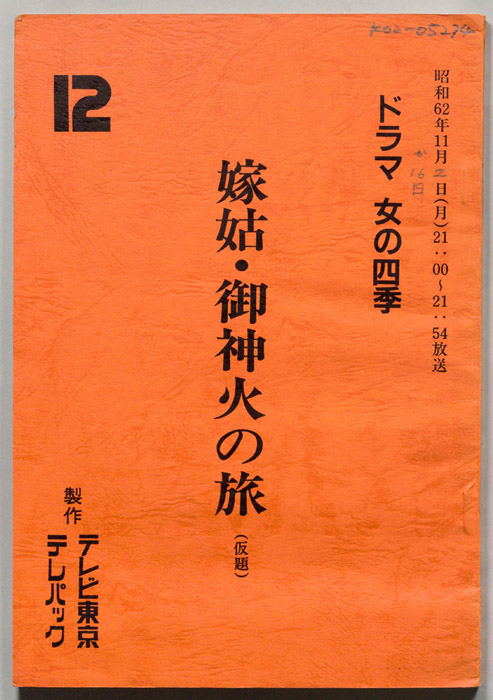 K02-05274
昭和62年11月2日(月)21:00〜21:54放送
か16日
ドラマ 女の四季
12
嫁姑・御神火の旅(仮題)
製作
テレビ東京
テレパック